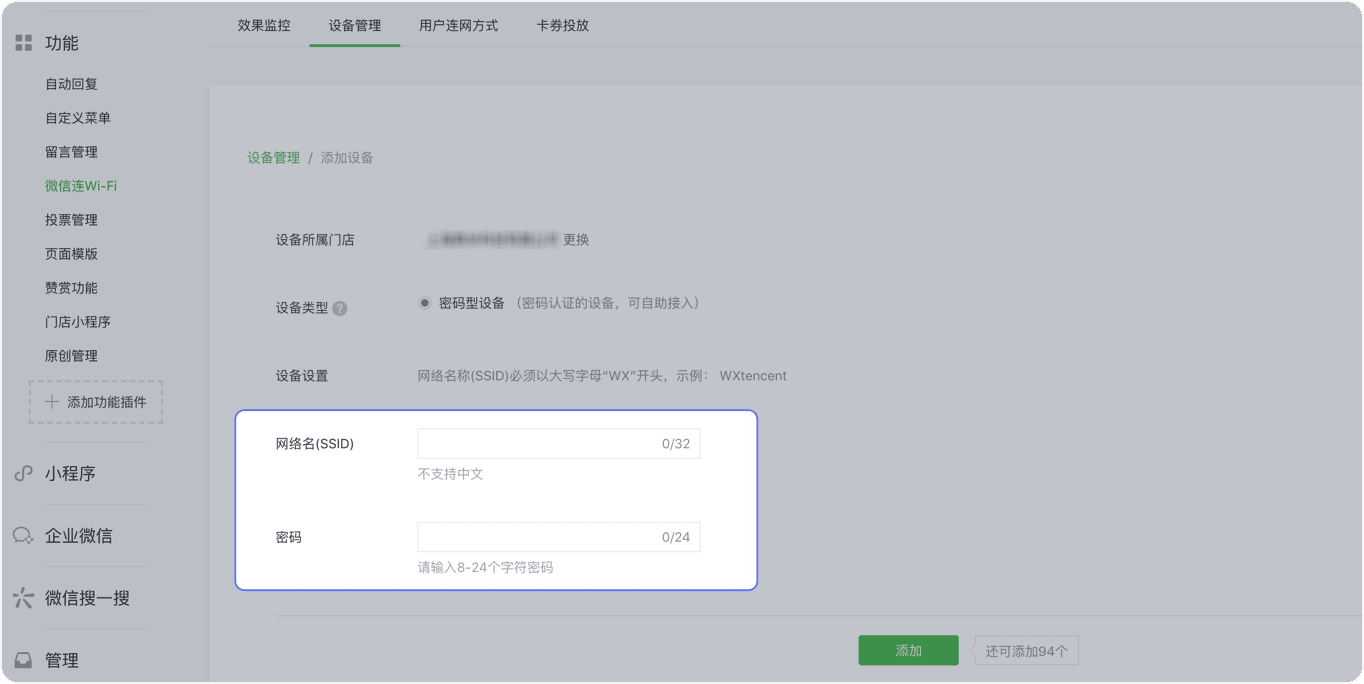 效果监控 设备管理 用户连网方式 卡券投放
功能
自动回复
自定义菜单
留言管理
微信连Wi-Fi
投票管理
页面模版
赞赏功能
门店小程序
原创管理
添加功能插件
小程序
企业微信
微信搜一搜
管理
设备管理 / 添加设备
设备所属门店 更换
设备类型 ? 密码型设备 (密码认证的设备,可自助接入)
设备设置 网络名称(SSID)必须以大写字母“WX”开头,示例: WXtencent
网络名(SSID) 0/32
不支持中文
密码 0/24
请输入8-24个字符密码
添加 还可添加94个